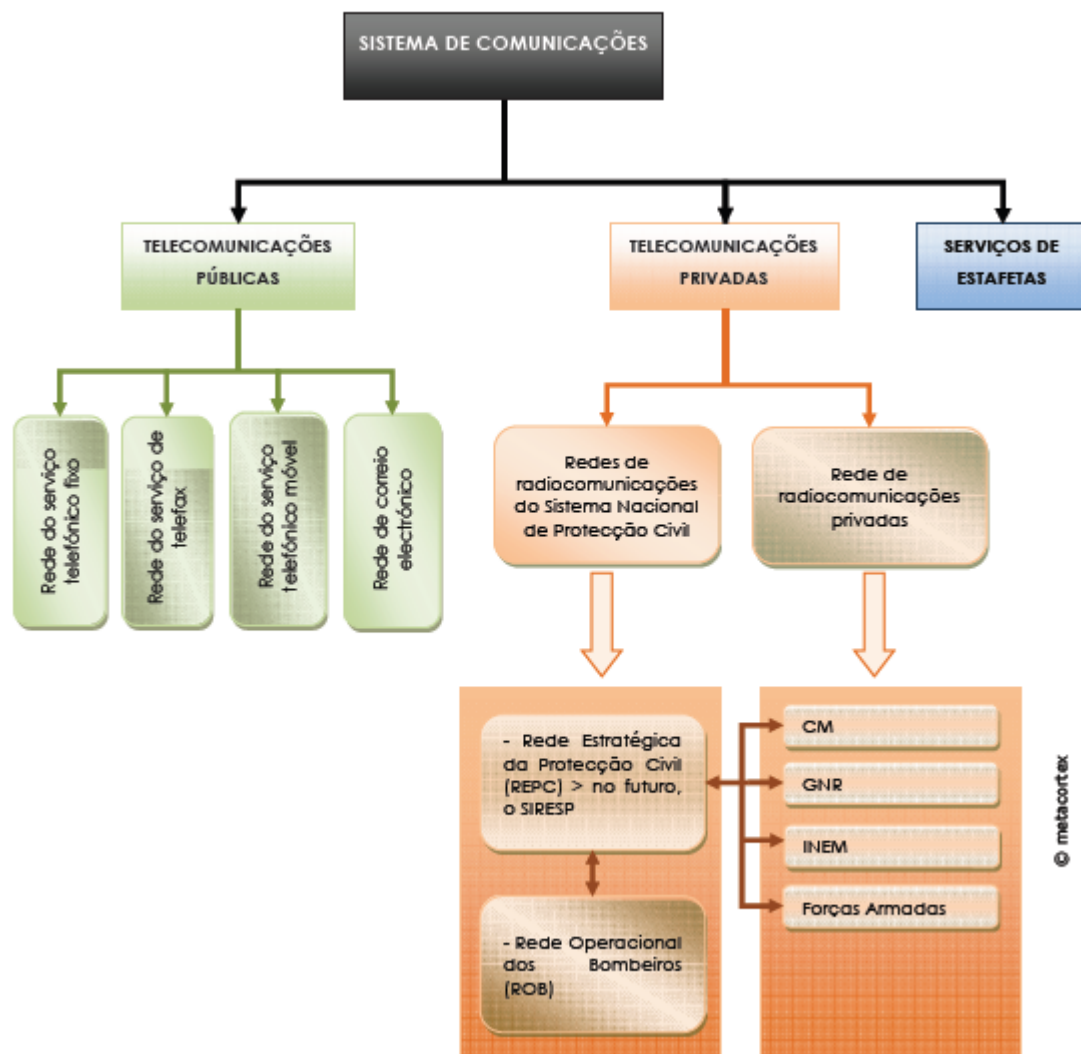 SISTEMA DE COMUNICAÇÕES
TELECOMUNICAÇÕES
PÚBLICAS
TELECOMUNICAÇÕES
PRIVADAS
SERVIÇOS DE
ESTAFETAS
Rede do serviço
telefónico fixo
Rede do serviço de
telefax
Rede do serviço
telefónico móvel
Rede de correio
electrónico
Redes de
radiocomunicações
do Sistema Nacional
de Protecção Civil
Rede de
radiocomunicações
privadas
- Rede Estratégica
da Protecção Civil
(REPC) > no futuro,
o SIRESP
- Rede Operacional
dos Bombeiros
(ROB)
CM
GNR
INEM
Forças Armadas
© metacortex